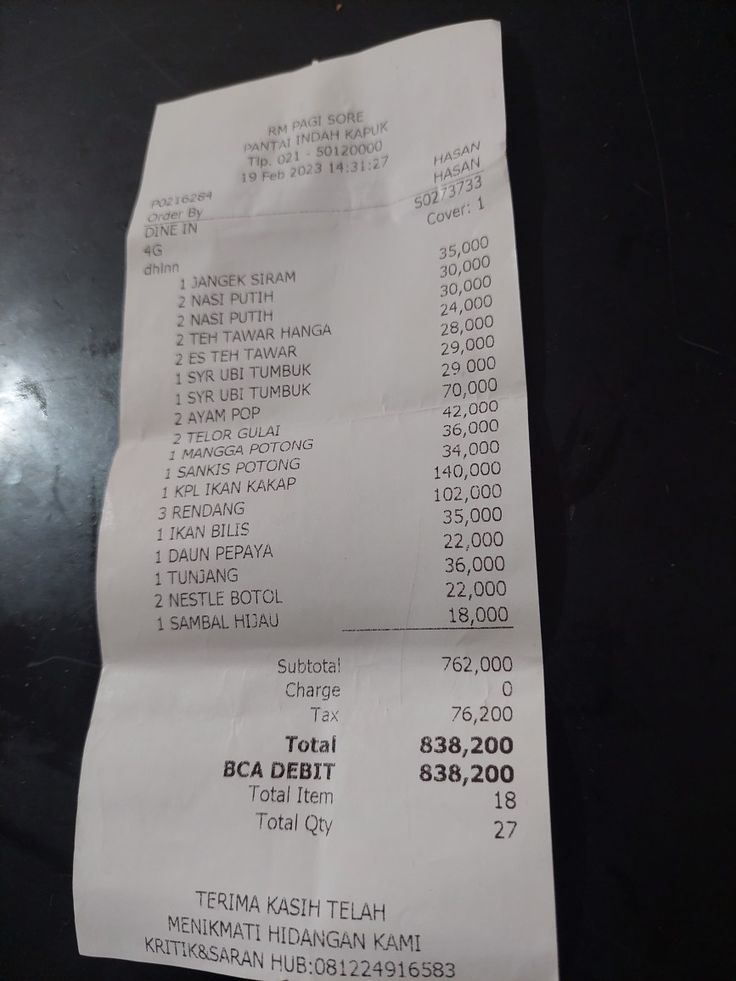 RM PAGI SORE
PANTAI INDAH KAPUK
Tlp. 021 - 50120000
19 Feb 2023 14:31:27
P0216284 HASAN
Order By HASAN
DINE IN 50273733
4G Cover: 1
dhinn
1 JANGEK SIRAM 35,000
2 NASI PUTIH 30,000
2 NASI PUTIH 30,000
2 TEH TAWAR HANGA 24,000
2 ES TEH TAWAR 28,000
1 SYR UBI TUMBUK 29,000
1 SYR UBI TUMBUK 29 000
2 AYAM POP 70,000
2 TELOR GULAI 42,000
1 MANGGA POTONG 36,000
1 SANKIS POTONG 34,000
1 KPL IKAN KAKAP 140,000
3 RENDANG 102,000
1 IKAN BILIS 35,000
1 DAUN PEPAYA 22,000
1 TUNJANG 36,000
2 NESTLE BOTOL 22,000
1 SAMBAL HIJAU 18,000
Subtotal 762,000
Charge 0
Tax 76,200
Total 838,200
BCA DEBIT 838,200
Total Item 18
Total Qty 27
TERIMA KASIH TELAH
MENIKMATI HIDANGAN KAMI
KRITIK&SARAN HUB:081224916583